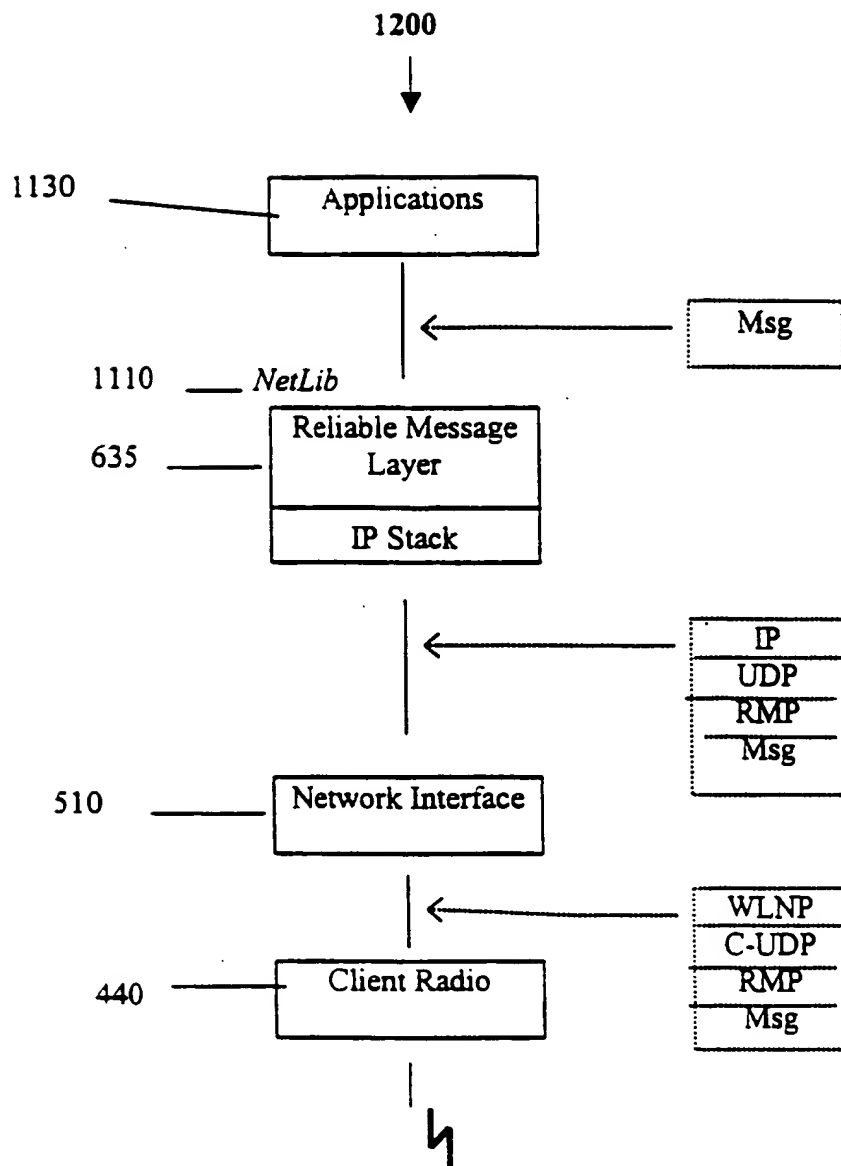 1200
1130
Applications
Msg
1110
NetLib
Reliable Message
Layer
635
IP Stack
IP
UDP
RMP
Msg
510
Network Interface
WLNP
C-UDP
RMP
Msg
440
Client Radio